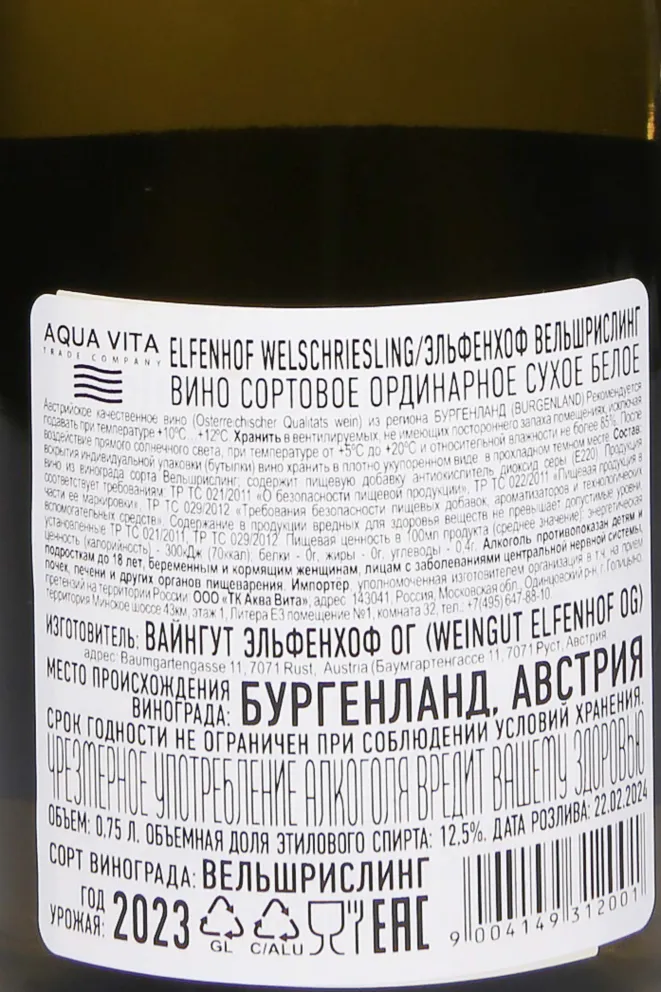 AQUA VITA
TRADE COMPANY
ELFENHOF WELSCHRIESLING/ЭЛЬФЕНХОФ ВЕЛЬШРИСЛИНГ
ВИНО СОРТОВОЕ ОРДИНАРНОЕ СУХОЕ БЕЛОЕ
Австрийское качественное вино (Osterreichischer Qualitats wein) из региона БУРГЕНЛАНД (BURGENLAND) Рекомендуется
подавать при температуре +10°С...+12°С. Хранить в вентилируемых, не имеющих постороннего запаха помещениях, исключая
воздействие прямого солнечного света, при температуре от +5°С до +20°С и относительной влажности не более 85%. После
вскрытия индивидуальной упаковки (бутылки) вино хранить в плотно укупоренном виде в прохладном темном месте. Состав:
вино из винограда сорта Вельшрислинг; содержит пищевую добавку антиокислитель диоксид серы (E220). Продукция
соответствует требованиям: ТР ТС 021/2011 «О безопасности пищевой продукции», ТР ТС 022/2011 «Пищевая продукция в
части ее маркировки», ТР ТС 029/2012 «Требования безопасности пищевых добавок, ароматизаторов и технологических
вспомогательных средств». Содержание в продукции вредных для здоровья веществ не превышает допустимые уровни,
установленные ТР ТС 021/2011, ТР ТС 029/2012. Пищевая ценность в 100мл продукта (среднее значение): энергетическая
ценность (калорийность) - 300кДж (70ккал): белки - 0г, жиры - 0г, углеводы - 0,4г. Алкоголь противопоказан детям и
подросткам до 18 лет, беременным и кормящим женщинам, лицам с заболеваниями центральной нервной системы,
почек, печени и других органов пищеварения. Импортер, уполномоченная изготовителем организация в т.ч. на прием
претензий на территории России: ООО «ТК Аква Вита», адрес: 143041, Россия, Московская обл., Одинцовский р-н, г. Голицыно,
территория Минское шоссе 43км, этаж 1, Литера Е3 помещение №1, комната 32, тел.: +7(495) 647-88-10.
ИЗГОТОВИТЕЛЬ: ВАЙНГУТ ЭЛЬФЕНХОФ ОГ (WEINGUT ELFENHOF OG)
адрес: Baumgartengasse 11, 7071 Rust, Austria (Баумгартенгассе 11, 7071 Руст, Австрия
МЕСТО ПРОИСХОЖДЕНИЯ
ВИНОГРАДА: БУРГЕНЛАНД, АВСТРИЯ
СРОК ГОДНОСТИ НЕ ОГРАНИЧЕН ПРИ СОБЛЮДЕНИИ УСЛОВИЙ ХРАНЕНИЯ.
ЧРЕЗМЕРНОЕ УПОТРЕБЛЕНИЕ АЛКОГОЛЯ ВРЕДИТ ВАШЕМУ ЗДОРОВЬЮ
ОБЪЕМ: 0.75 Л. ОБЪЕМНАЯ ДОЛЯ ЭТИЛОВОГО СПИРТА: 12.5%. ДАТА РОЗЛИВА: 22.02.2024
СОРТ ВИНОГРАДА: ВЕЛЬШРИСЛИНГ
ГОД
УРОЖАЯ: 2023
GL
C/ALU
EAC
9 004149 312001